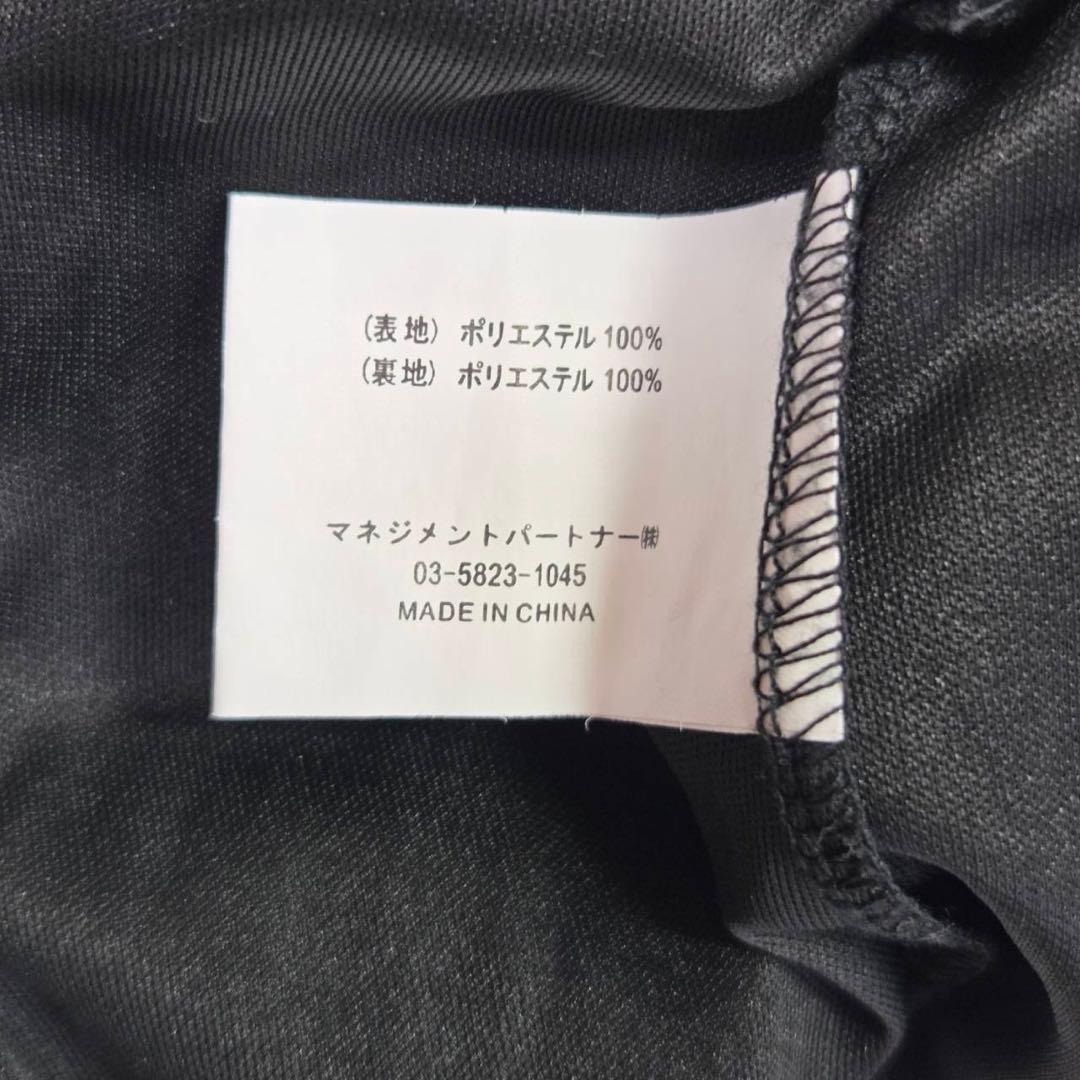 (表地) ポリエステル 100%
(裏地) ポリエステル 100%
マネジメントパートナー㈱
03-5823-1045
MADE IN CHINA